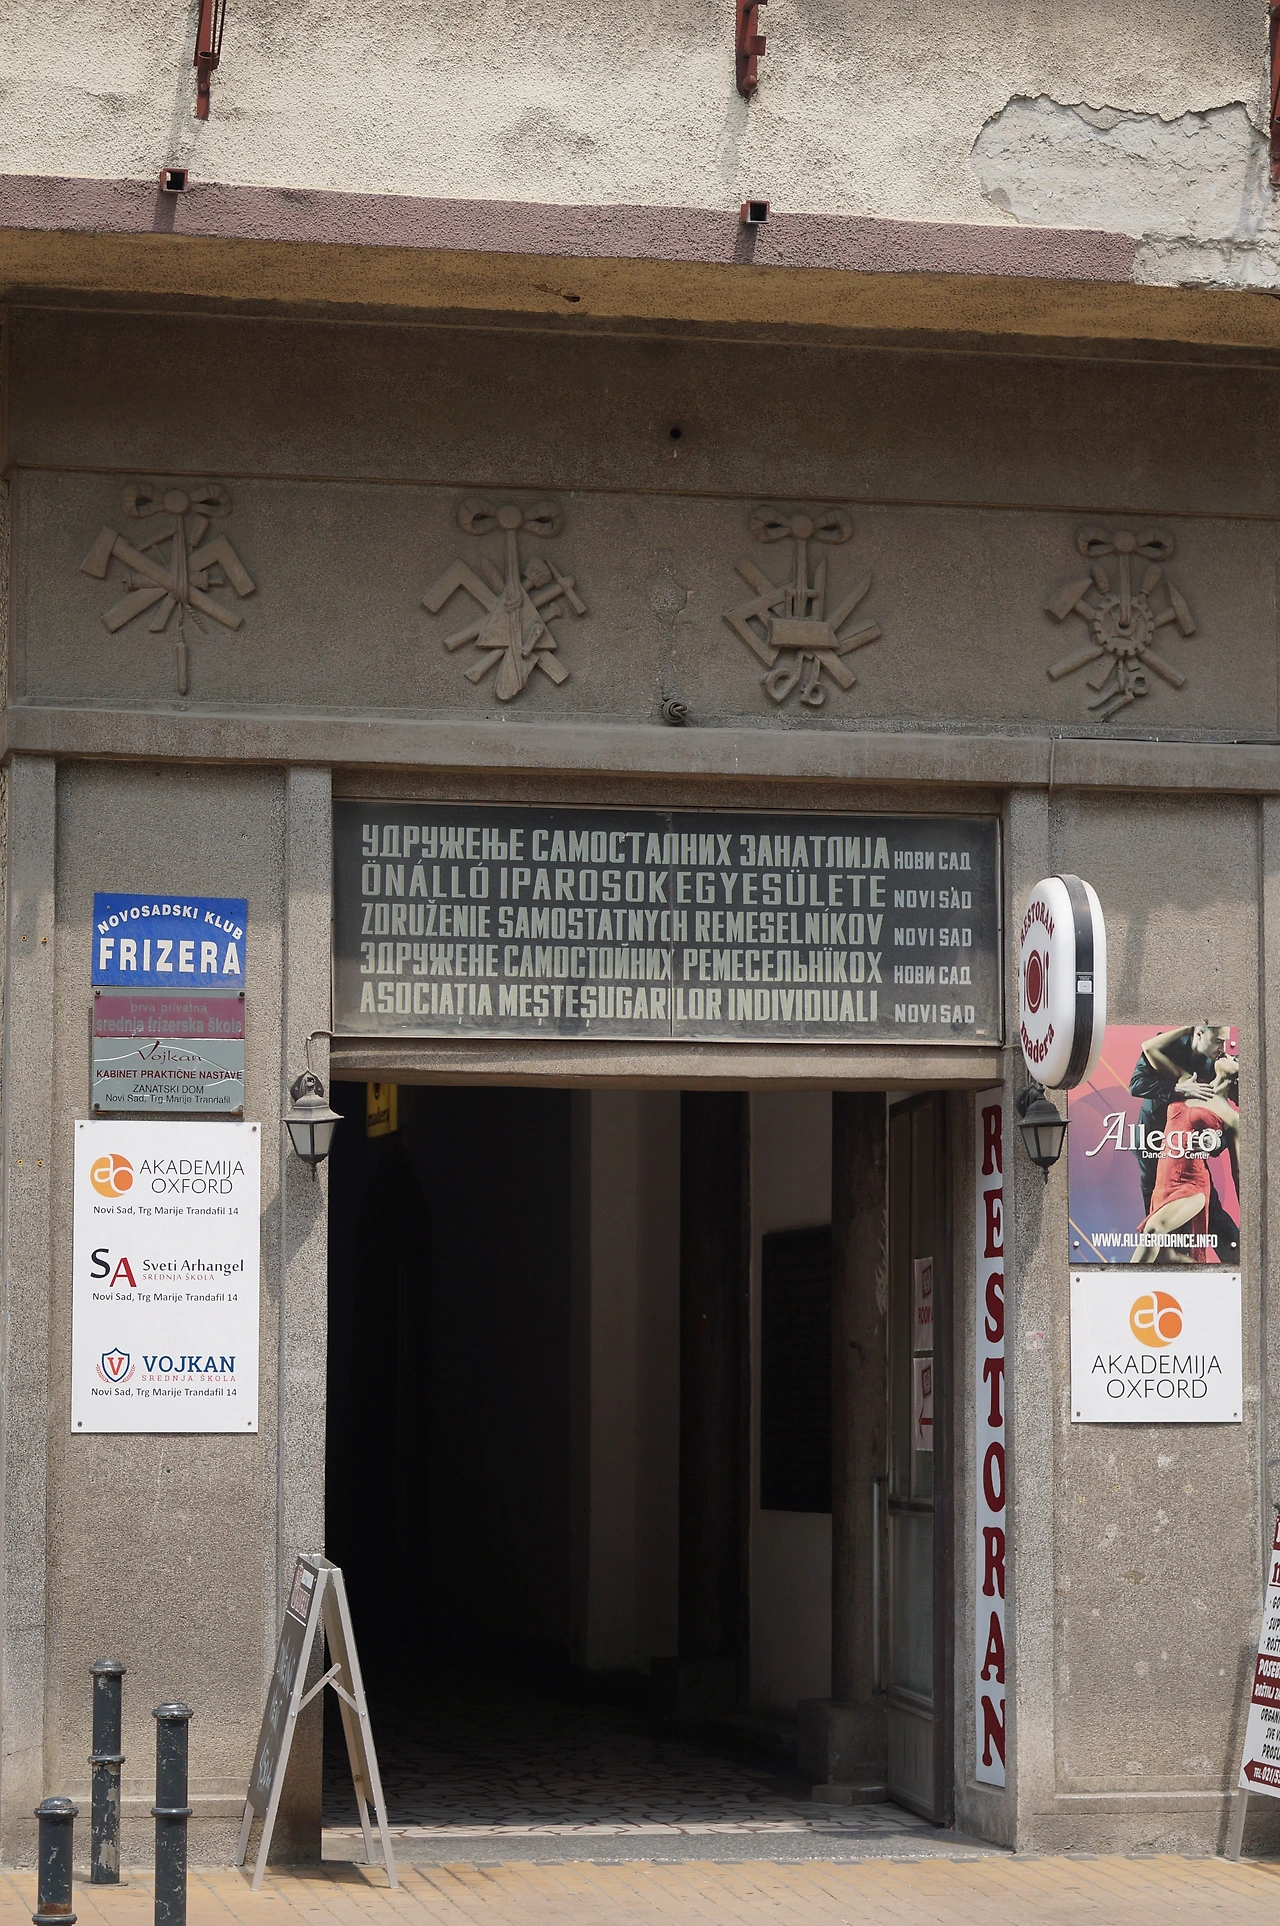 УДРУЖЕЊЕ САМОСТАЛНИХ ЗАНАТЛИЈА НОВИ САД
ÖNÁLLÓ IPAROSOK EGYESÜLETE NOVI SAD
ZDRUŽENIE SAMOSTATNYCH REMESELNÍKOV NOVI SAD
ЗДРУЖЕНЕ САМОСТОЙНИХ РЕМЕСЕЛЬНЇКОХ НОВИ САД
ASOCIAȚIA MEȘTEȘUGARILOR INDIVIDUALI NOVI SAD
NOVOSADSKI KLUB
FRIZERA
prva privatna
srednja frizerska škola
Vojkan
KABINET PRAKTIČNE NASTAVE
ZANATSKI DOM
Novi Sad, Trg Marije Trandafil
AKADEMIJA
OXFORD
Novi Sad, Trg Marije Trandafil 14
SA Sveti Arhangel
SREDNJA ŠKOLA
Novi Sad, Trg Marije Trandafil 14
V VOJKAN
SREDNJA ŠKOLA
Novi Sad, Trg Marije Trandafil 14
madera
RESTORAN
madera
RESTORAN
Allegro
Dance Center
WWW.ALLEGRODANCE.INFO
AKADEMIJA
OXFORD